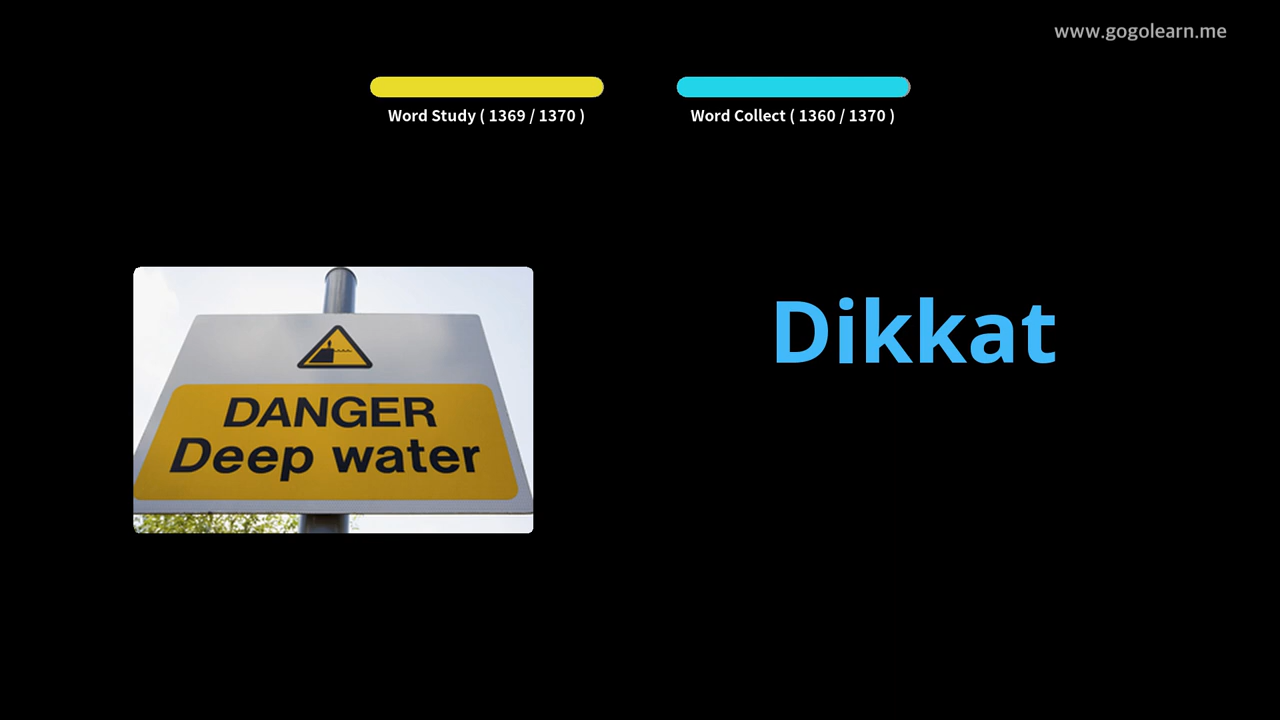 www.gogolearn.me
Word Study ( 1369 / 1370 )
Word Collect ( 1360 / 1370 )
DANGER
Deep water
Dikkat